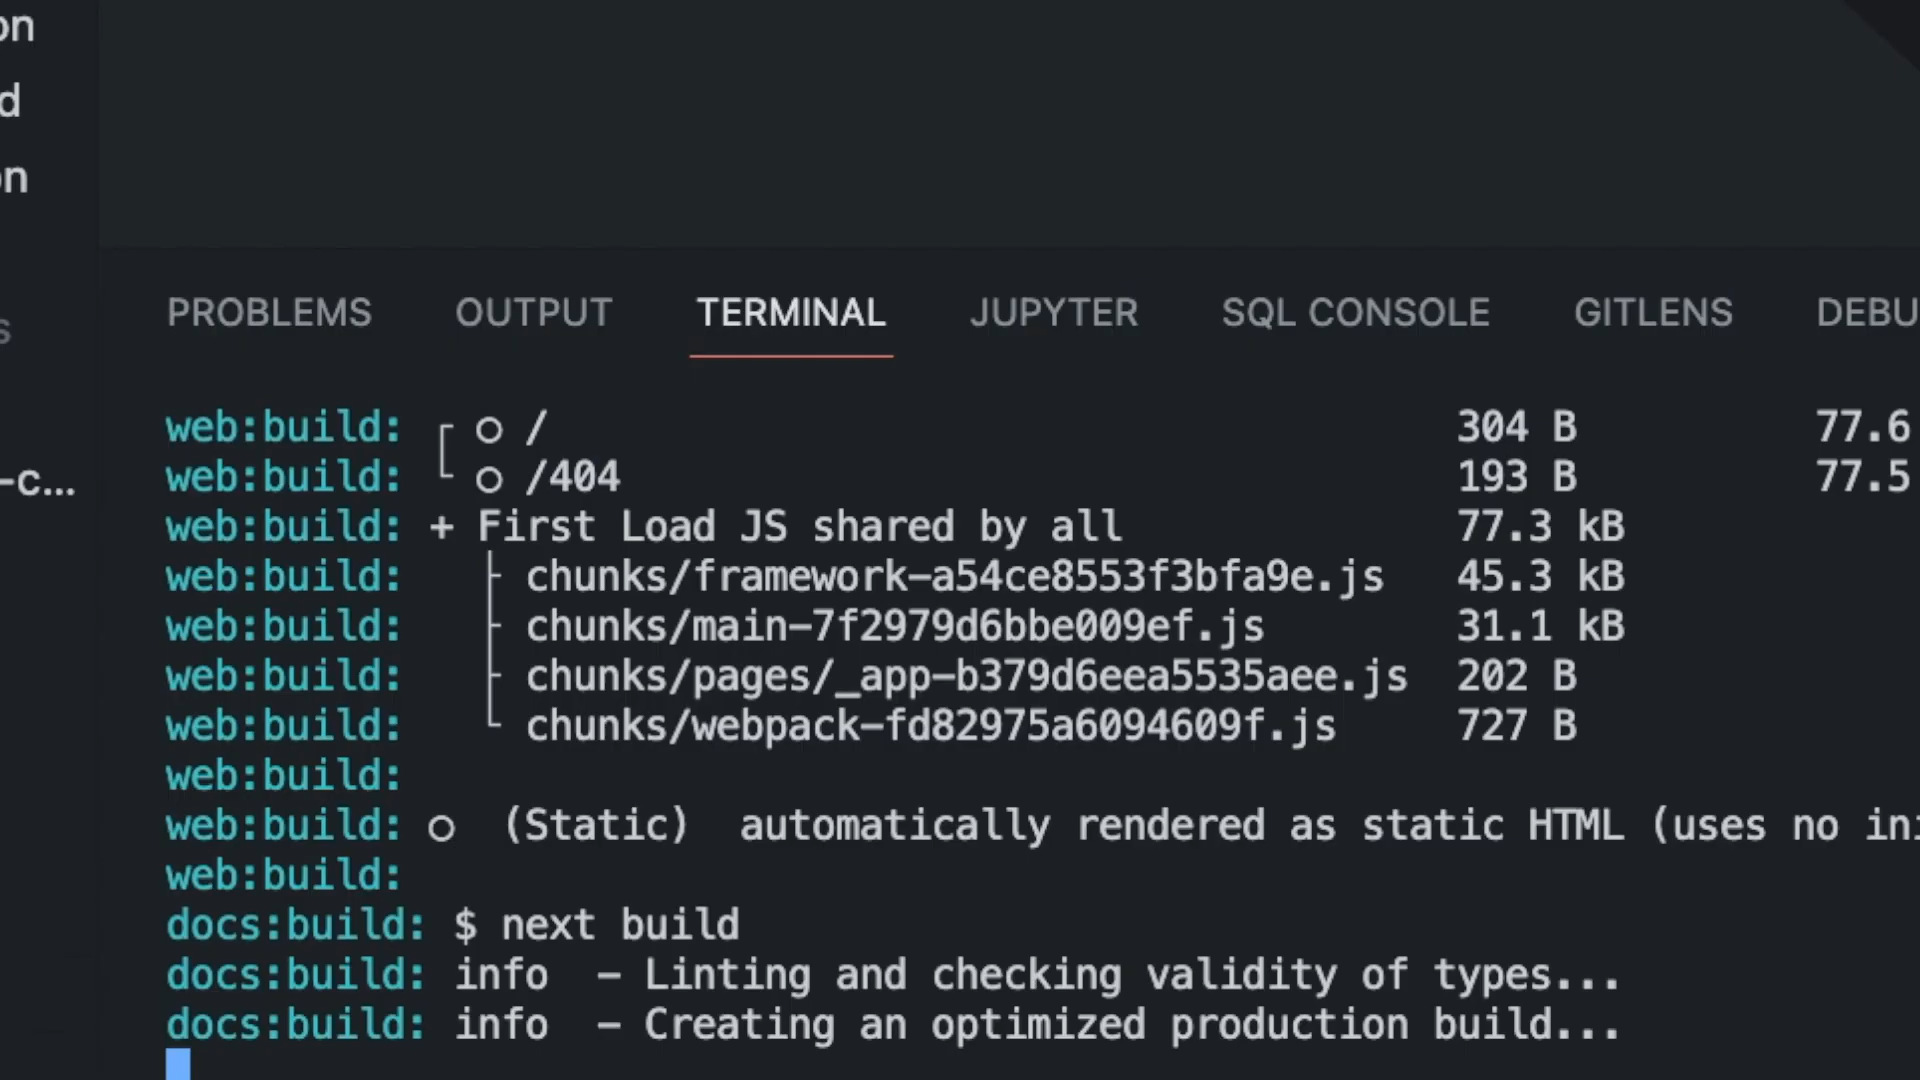 on
d
on
s
-c...
PROBLEMS OUTPUT TERMINAL JUPYTER SQL CONSOLE GITLENS DEBU
web:build: ┌ ○ / 304 B 77.6
web:build: └ ○ /404 193 B 77.5
web:build: + First Load JS shared by all 77.3 kB
web:build: ├ chunks/framework-a54ce8553f3bfa9e.js 45.3 kB
web:build: ├ chunks/main-7f2979d6bbe009ef.js 31.1 kB
web:build: ├ chunks/pages/_app-b379d6eea5535aee.js 202 B
web:build: └ chunks/webpack-fd82975a6094609f.js 727 B
web:build:
web:build: ○ (Static) automatically rendered as static HTML (uses no ini
web:build:
docs:build: $ next build
docs:build: info - Linting and checking validity of types...
docs:build: info - Creating an optimized production build...